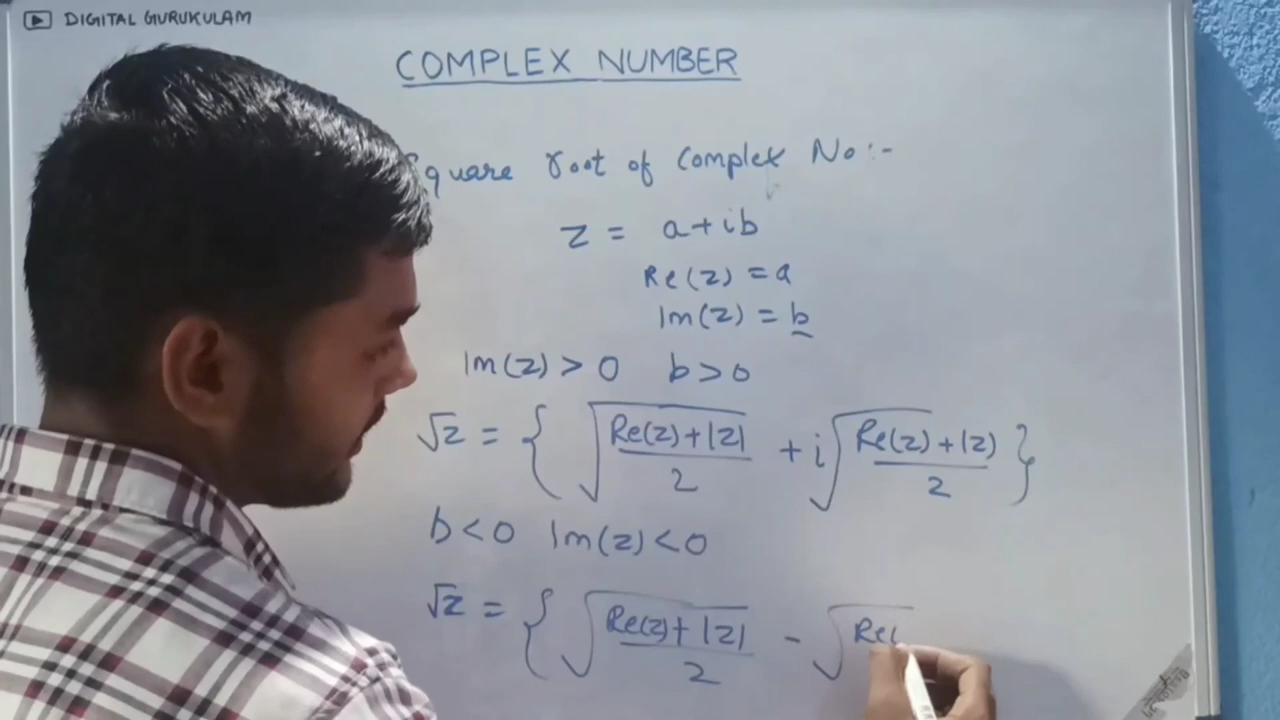 DIGITAL GURUKULAM
COMPLEX NUMBER
quare root of Complex No:-
z = a+ib
Re(z) = a
Im(z) = b
Im(z) > 0 b > 0
√z = { √(Re(z)+|z|/2) + i√(Re(z)+|z)/2) }
b < 0 Im(z) < 0
√z = { √(Re(z)+|z|/2) - √Re(